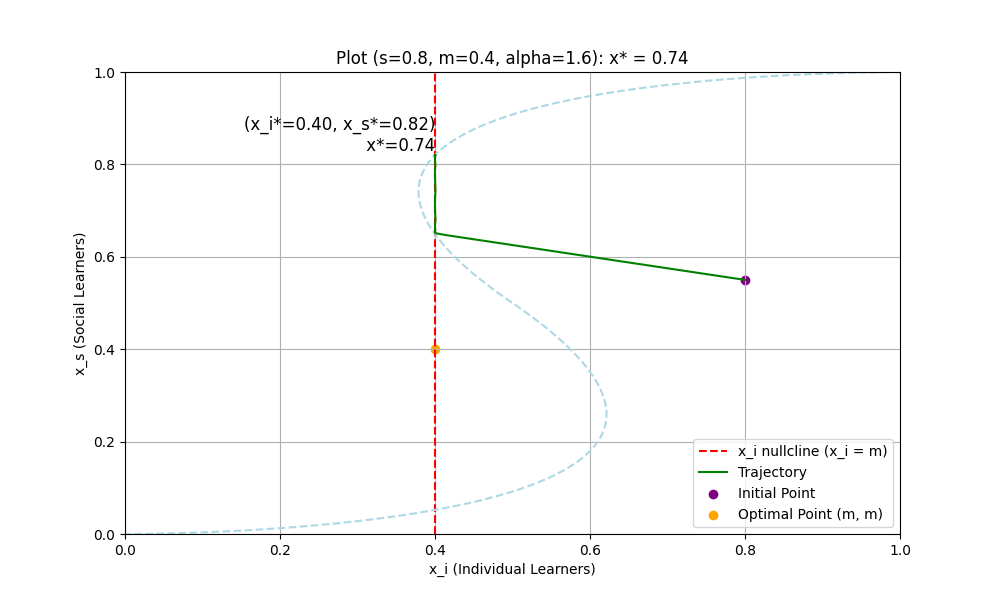 Plot (s=0.8, m=0.4, alpha=1.6): x* = 0.74
1.0
0.8
0.6
0.4
0.2
0.0
x_s (Social Learners)
(x_i*=0.40, x_s*=0.82)
x*=0.74
x_i nullcline (x_i = m)
Trajectory
Initial Point
Optimal Point (m, m)
0.0 0.2 0.4 0.6 0.8 1.0
x_i (Individual Learners)